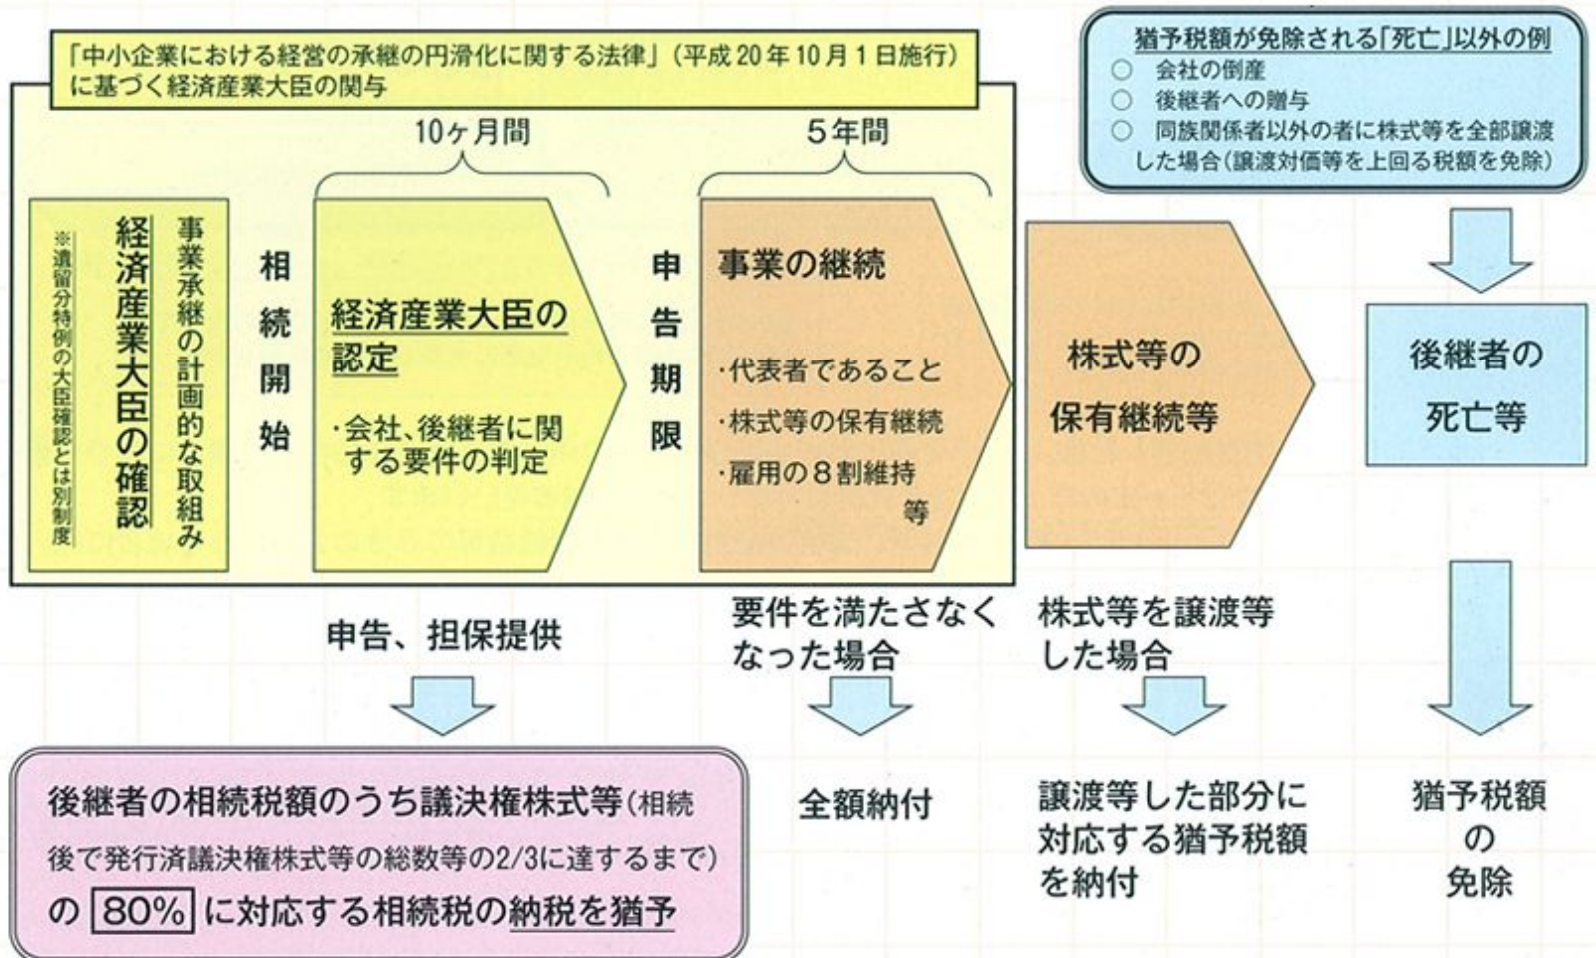 「中小企業における経営の承継の円滑化に関する法律」（平成20年10月1日施行）
に基づく経済産業大臣の関与
猶予税額が免除される「死亡」以外の例
○ 会社の倒産
○ 後継者への贈与
○ 同族関係者以外の者に株式等を全部譲渡
した場合（譲渡対価等を上回る税額を免除）
10ヶ月間
5年間
事業承継の計画的な取組み
経済産業大臣の確認
※遺留分特例の大臣確認とは別制度
相続開始
経済産業大臣の
認定
・会社、後継者に関
する要件の判定
申告期限
事業の継続
・代表者であること
・株式等の保有継続
・雇用の8割維持
等
株式等の
保有継続等
後継者の
死亡等
申告、担保提供
要件を満たさなく
なった場合
株式等を譲渡等
した場合
後継者の相続税額のうち議決権株式等（相続
後で発行済議決権株式等の総数等の2/3に達するまで）
の 80% に対応する相続税の納税を猶予
全額納付
譲渡等した部分に
対応する猶予税額
を納付
猶予税額
の
免除